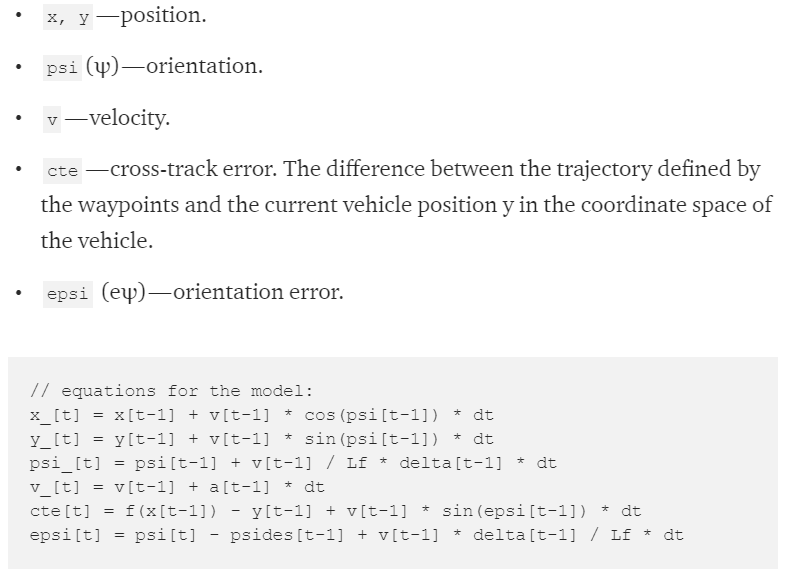 • x, y —position.
• psi (ψ)—orientation.
• v —velocity.
• cte —cross-track error. The difference between the trajectory defined by
the waypoints and the current vehicle position y in the coordinate space of
the vehicle.
• epsi (eψ)—orientation error.
// equations for the model:
x_[t] = x[t-1] + v[t-1] * cos(psi[t-1]) * dt
y_[t] = y[t-1] + v[t-1] * sin(psi[t-1]) * dt
psi_[t] = psi[t-1] + v[t-1] / Lf * delta[t-1] * dt
v_[t] = v[t-1] + a[t-1] * dt
cte[t] = f(x[t-1]) - y[t-1] + v[t-1] * sin(epsi[t-1]) * dt
epsi[t] = psi[t] - psides[t-1] + v[t-1] * delta[t-1] / Lf * dt